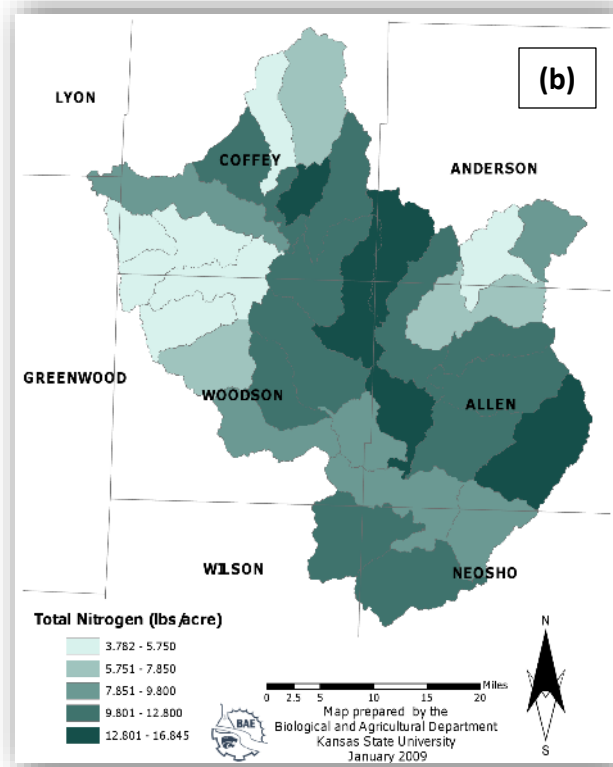 (b)
LYON
COFFEY
ANDERSON
GREENWOOD
WOODSON
ALLEN
WILSON
NEOSHO
Total Nitrogen (lbs/acre)
3.782 - 5.750
5.751 - 7.850
7.851 - 9.800
9.801 - 12.800
12.801 - 16.845
N
S
Miles
0 2.5 5 10 15 20
BAE
Map prepared by the
Biological and Agricultural Department
Kansas State University
January 2009